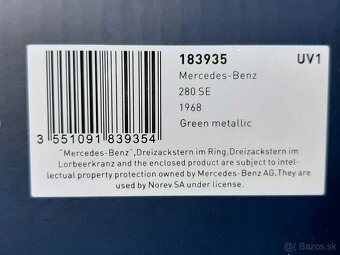 183935 UV1
Mercedes-Benz
280 SE
1968
Green metallic
3 551091 839354
"Mercedes-Benz",Dreizackstern im Ring,Dreizackstern im
Lorbeerkranz and the enclosed product are subject to intel-
lectual property protection owned by Mercedes-Benz AG.They are
used by Norev SA under license.
bazos.sk